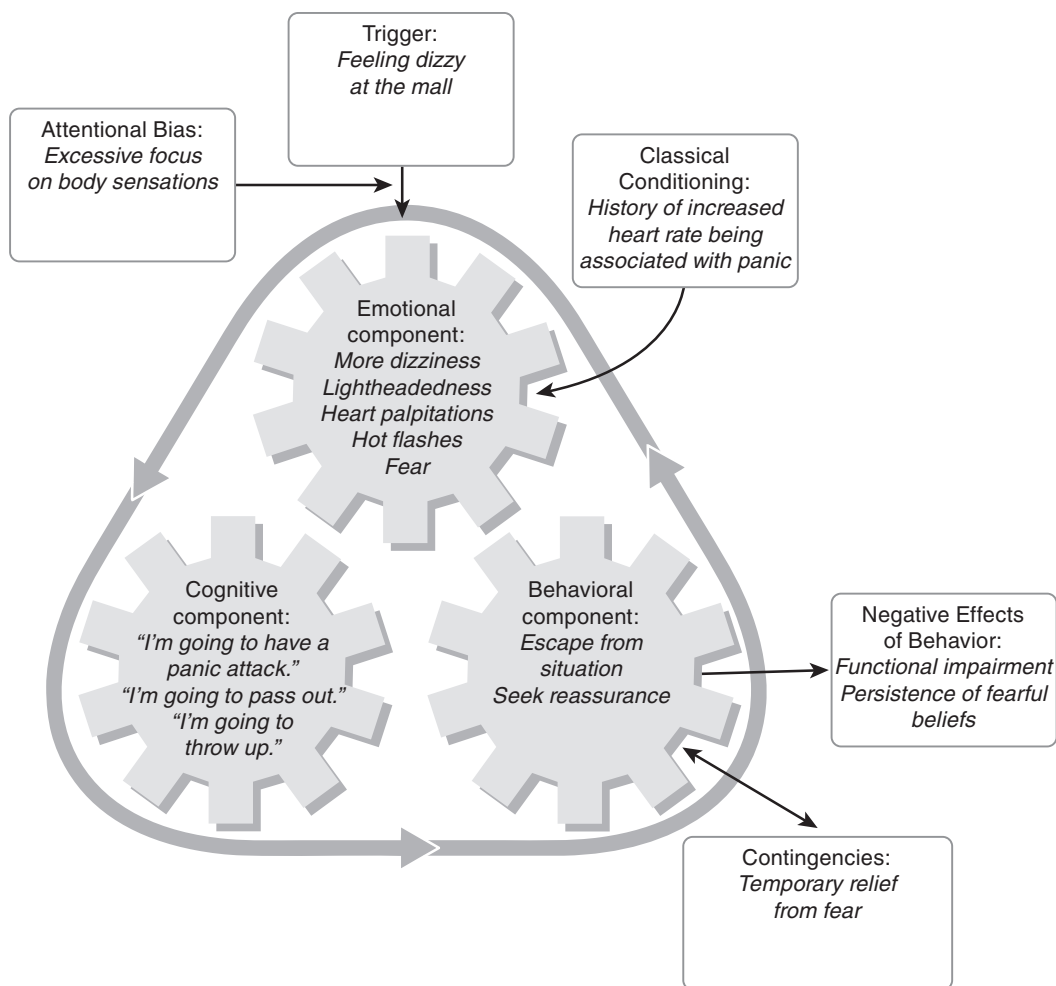 Trigger:
Feeling dizzy
at the mall
Attentional Bias:
Excessive focus
on body sensations
Classical
Conditioning:
History of increased
heart rate being
associated with panic
Emotional
component:
More dizziness
Lightheadedness
Heart palpitations
Hot flashes
Fear
Cognitive
component:
“I’m going to have a
panic attack.”
“I’m going to pass out.”
“I’m going to
throw up.”
Behavioral
component:
Escape from
situation
Seek reassurance
Negative Effects
of Behavior:
Functional impairment
Persistence of fearful
beliefs
Contingencies:
Temporary relief
from fear